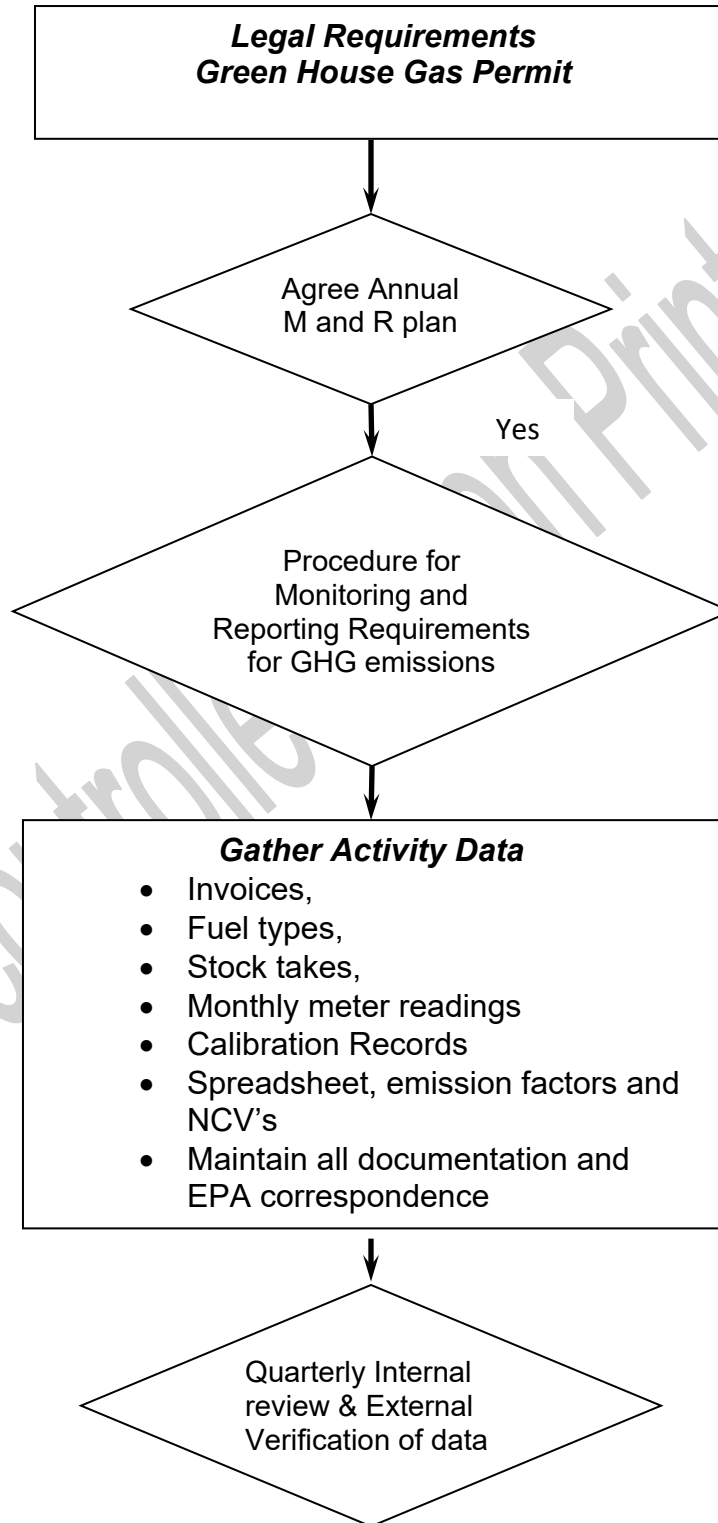 Legal Requirements
Green House Gas Permit
Agree Annual
M and R plan
Yes
Procedure for
Monitoring and
Reporting Requirements
for GHG emissions
Gather Activity Data
• Invoices,
• Fuel types,
• Stock takes,
• Monthly meter readings
• Calibration Records
• Spreadsheet, emission factors and
NCV's
• Maintain all documentation and
EPA correspondence
Quarterly Internal
review & External
Verification of data